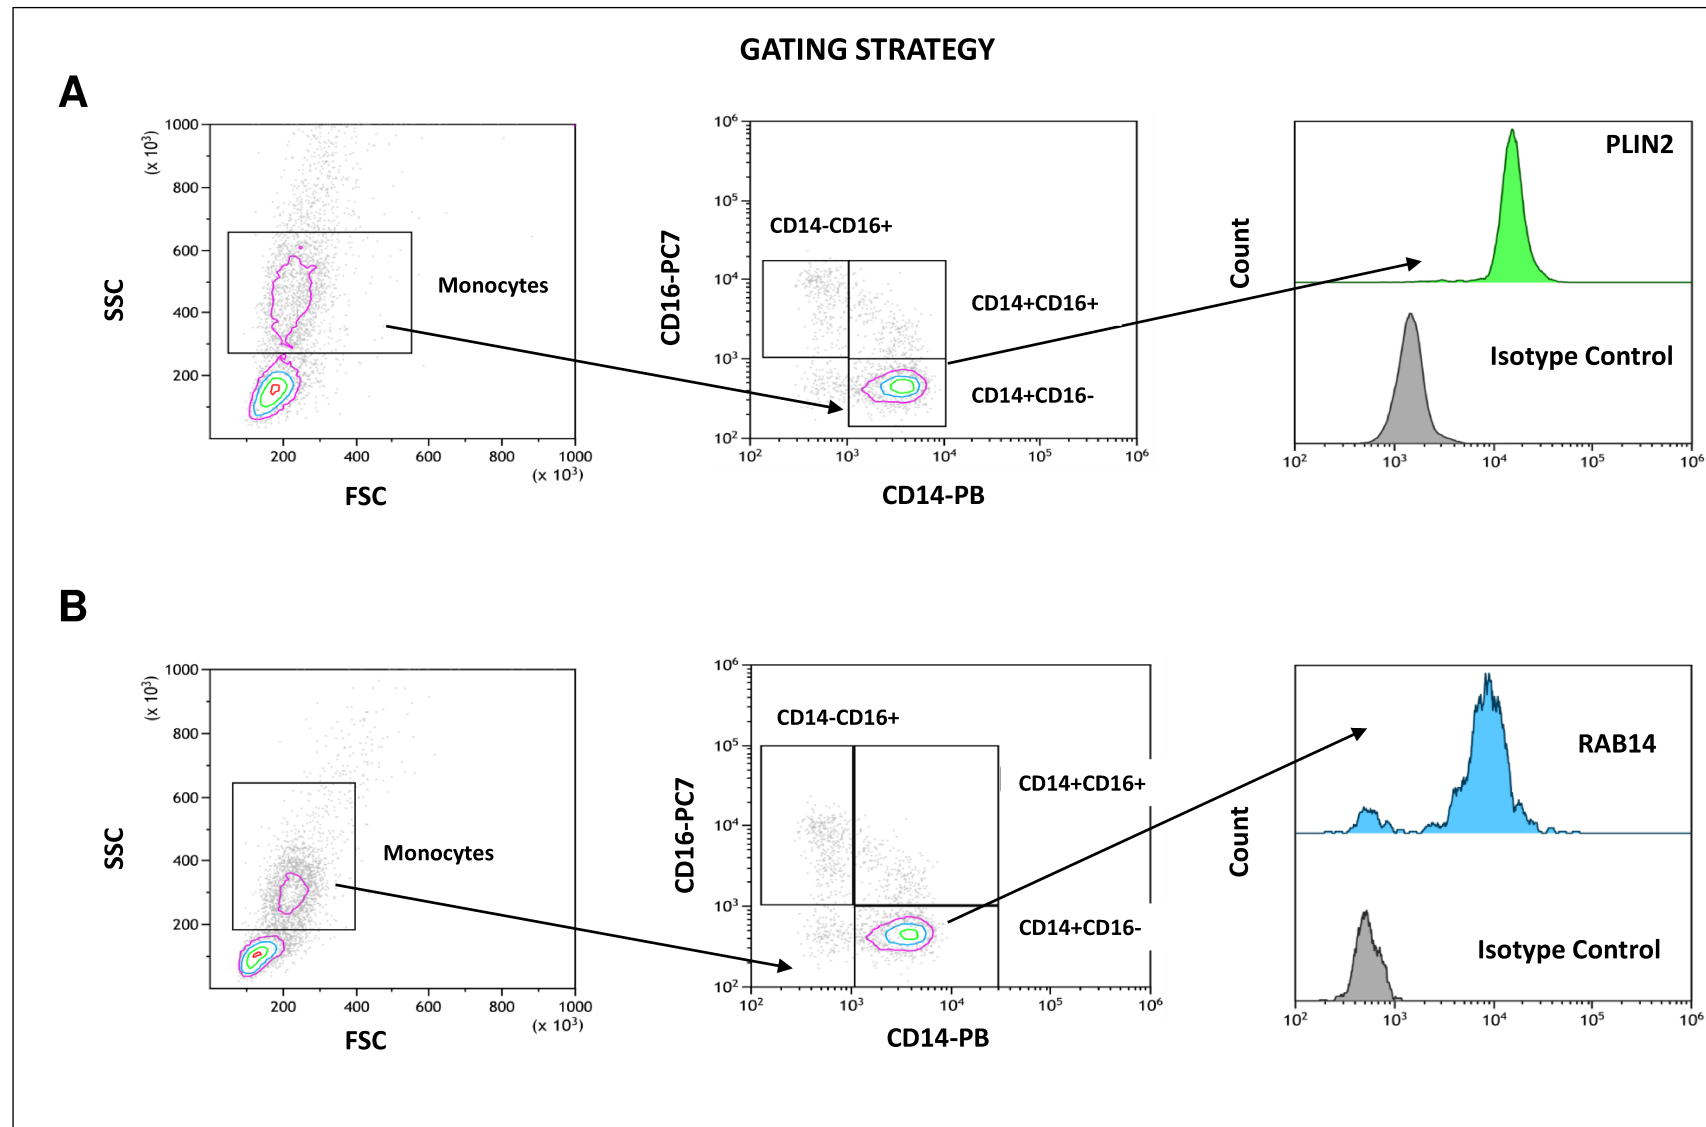 GATING STRATEGY
A
1000
800
600
400
200
(x 10³)
SSC
Monocytes
200 400 600 800 1000
(x 10³)
FSC
10⁶
10⁵
10⁴
10³
10²
CD16-PC7
CD14-CD16+
CD14+CD16+
CD14+CD16-
10² 10³ 10⁴ 10⁵ 10⁶
CD14-PB
PLIN2
Count
Isotype Control
10² 10³ 10⁴ 10⁵ 10⁶
B
1000
800
600
400
200
(x 10³)
SSC
Monocytes
200 400 600 800 1000
(x 10³)
FSC
10⁶
10⁵
10⁴
10³
10²
CD16-PC7
CD14-CD16+
CD14+CD16+
CD14+CD16-
10² 10³ 10⁴ 10⁵ 10⁶
CD14-PB
RAB14
Count
Isotype Control
10² 10³ 10⁴ 10⁵ 10⁶